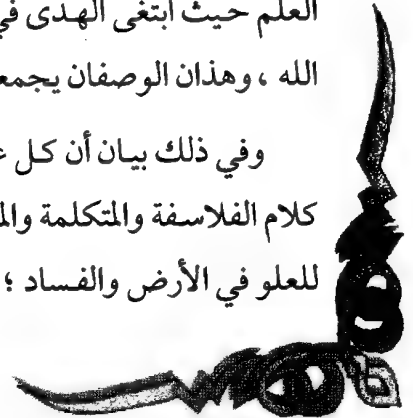 العلم حيث ابتغى الهدى في
الله ، وهذان الوصفان يجمع
وفي ذلك بيان أن كل
كلام الفلاسفة والمتكلمة
للعلو في الأرض والفساد ؛